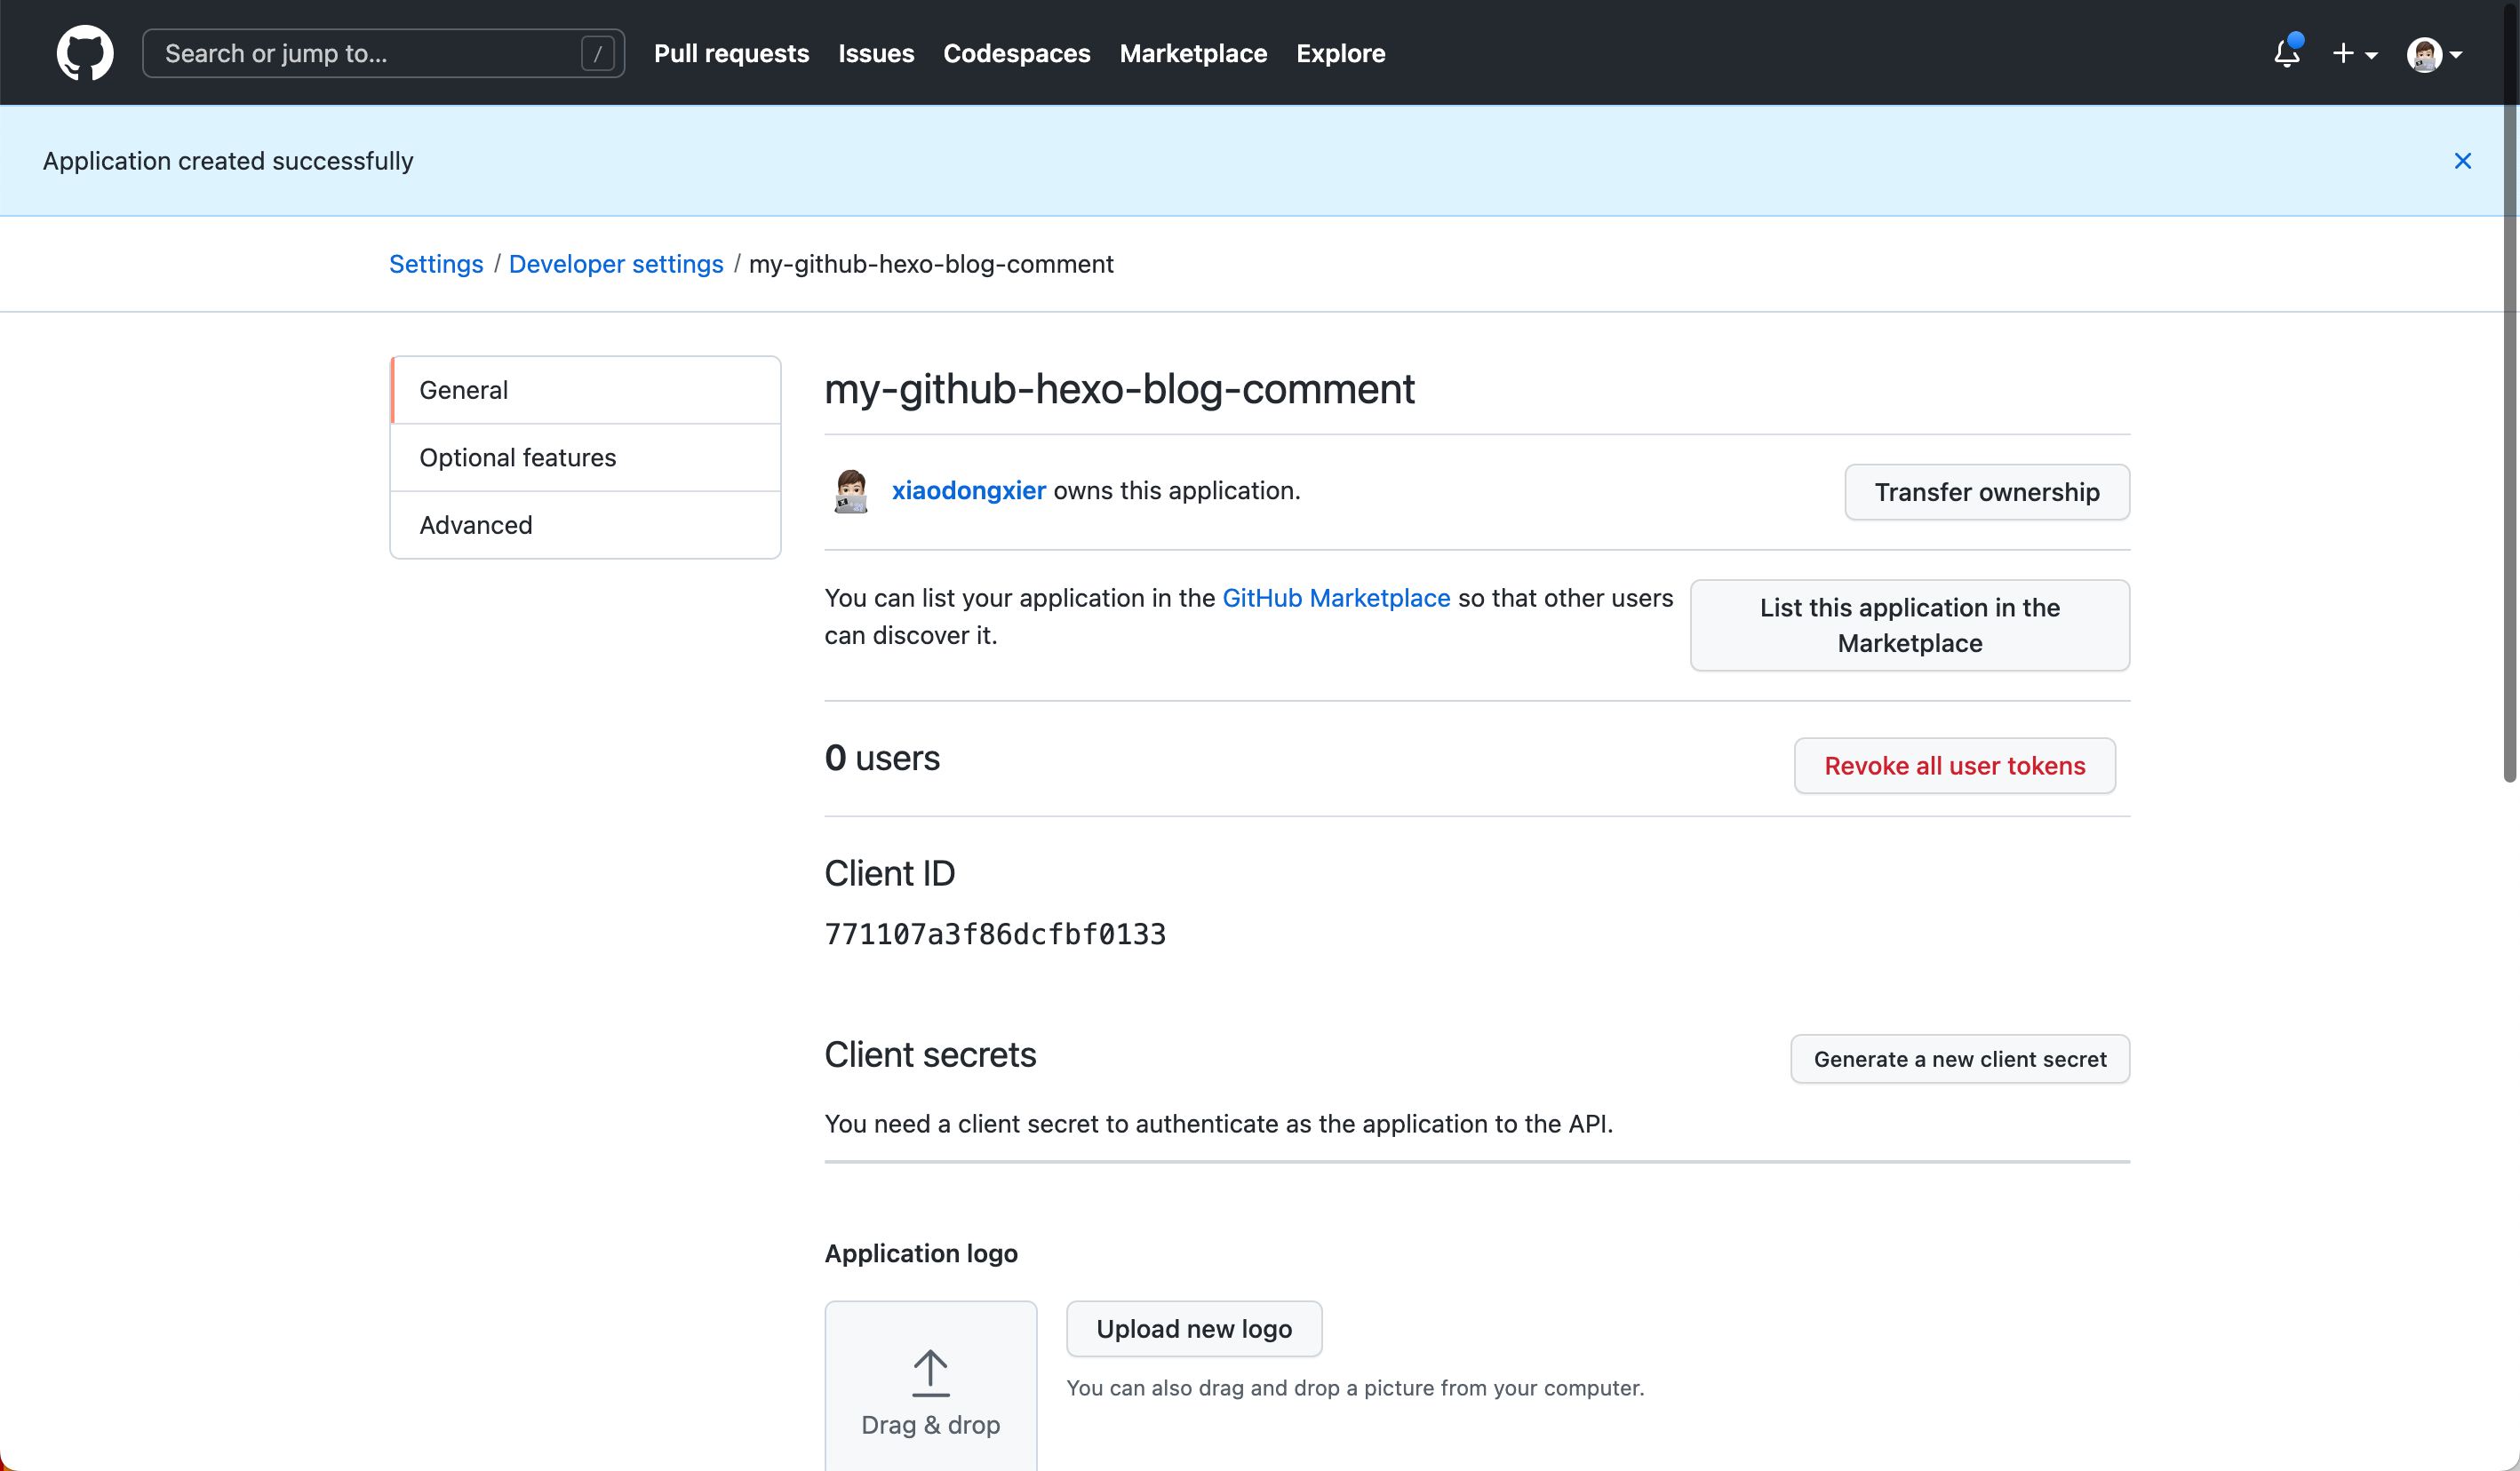 Search or jump to...
/
Pull requests
Issues
Codespaces
Marketplace
Explore
Application created successfully
Settings / Developer settings / my-github-hexo-blog-comment
General
Optional features
Advanced
my-github-hexo-blog-comment
xiaodongxier owns this application.
Transfer ownership
You can list your application in the GitHub Marketplace so that other users
can discover it.
List this application in the
Marketplace
0 users
Revoke all user tokens
Client ID
771107a3f86dcfbf0133
Client secrets
Generate a new client secret
You need a client secret to authenticate as the application to the API.
Application logo
Drag & drop
Upload new logo
You can also drag and drop a picture from your computer.